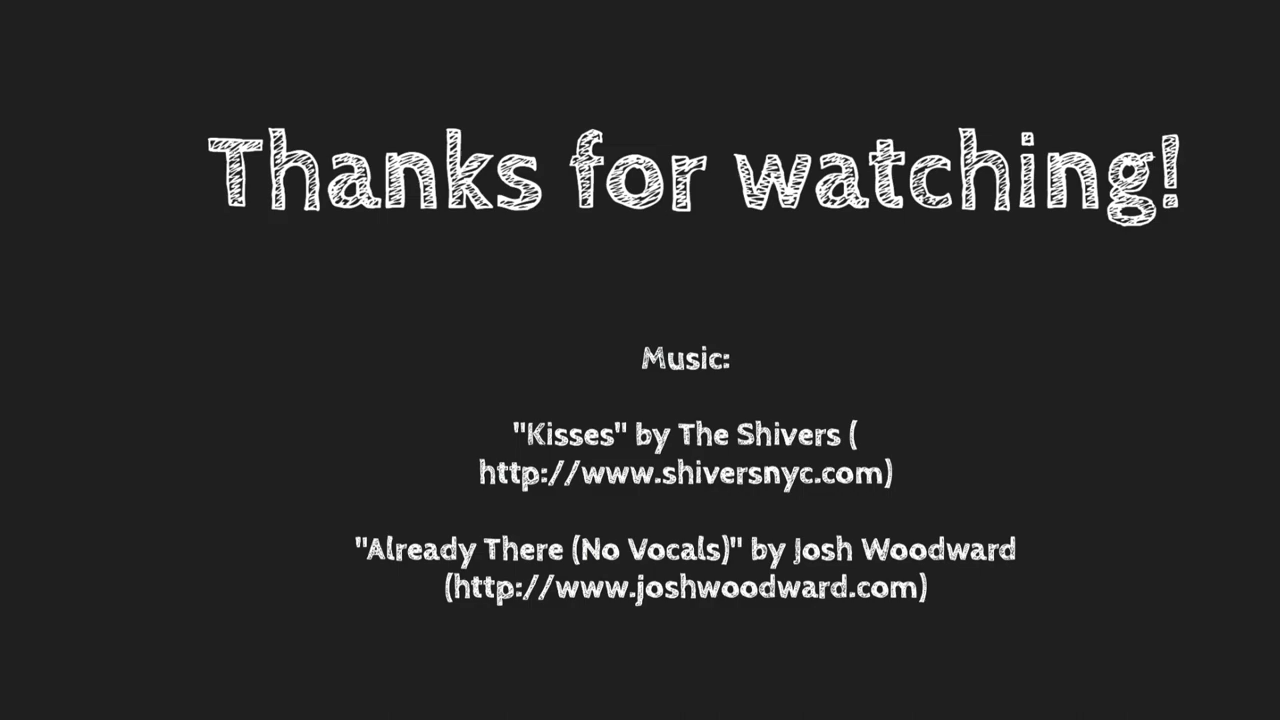 Thanks for watching!
Music:
"Kisses" by The Shivers (
http://www.shiversnyc.com)
"Already There (No Vocals)" by Josh Woodward
(http://www.joshwoodward.com)